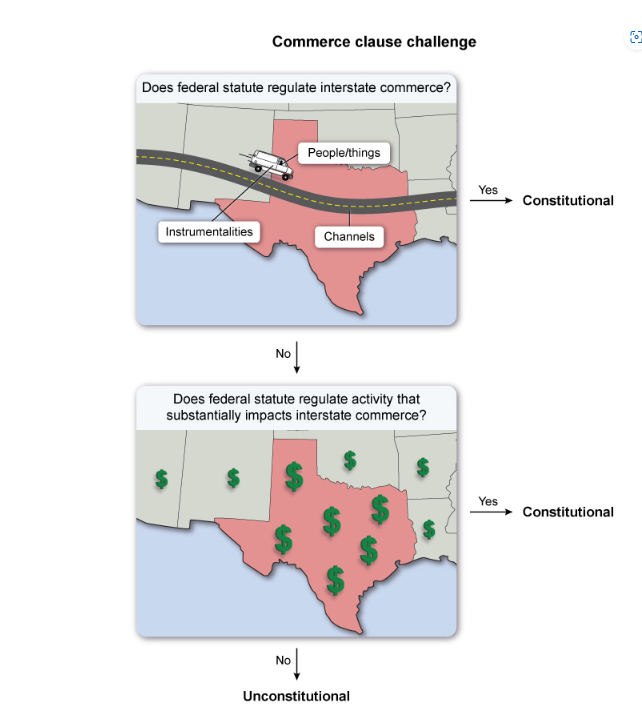 Commerce clause challenge
Does federal statute regulate interstate commerce?
People/things
Instrumentalities
Channels
Yes
Constitutional
No
Does federal statute regulate activity that
substantially impacts interstate commerce?
$ $ $ $ $
$ $ $ $
$ $
Yes
Constitutional
No
Unconstitutional